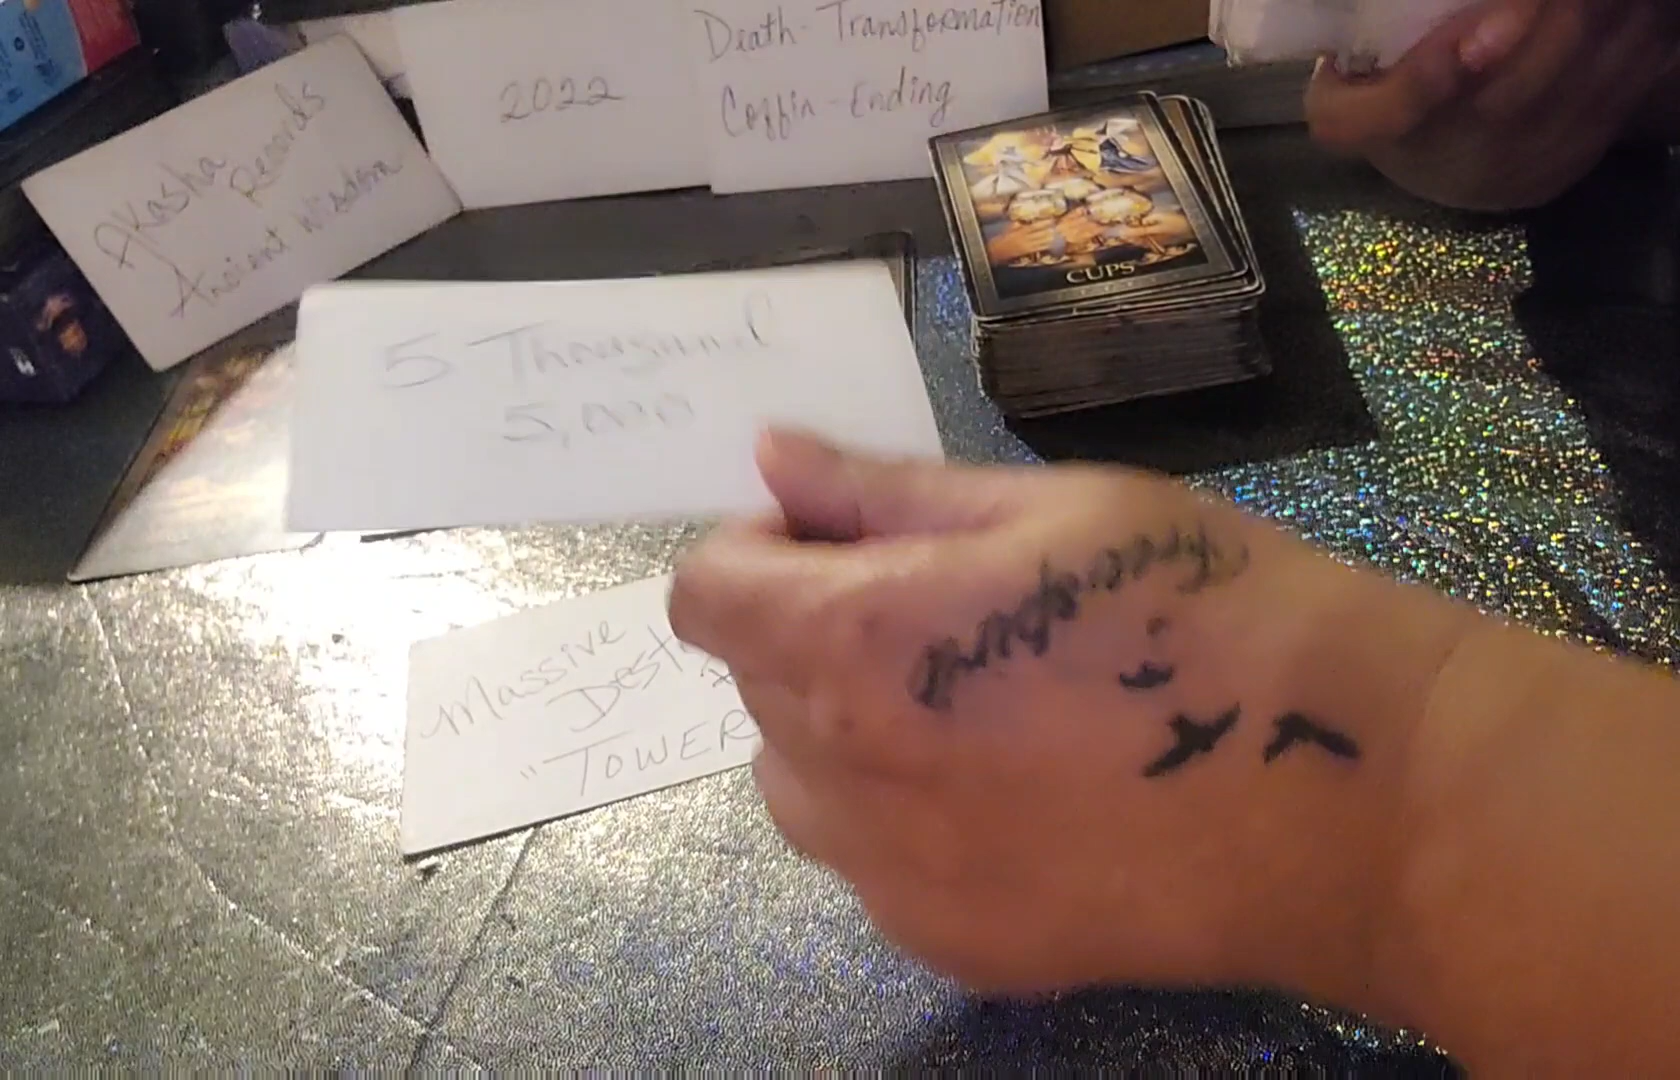 Akasha
Records
Ancient Wisdom
2022
Death - Transformation
Coffin - Ending
CUPS
5 Thousand
5,000
Massive
"TOWER